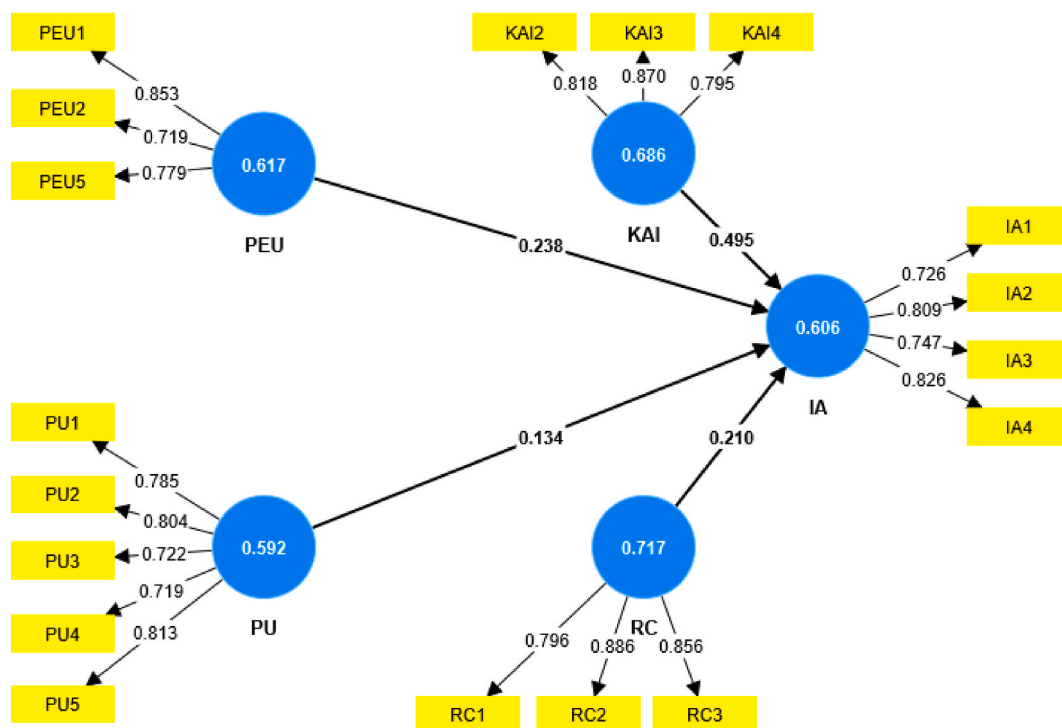 PEU1
PEU2
PEU5
0.853
0.719
0.779
0.617
PEU
KAI2
KAI3
KAI4
0.818
0.870
0.795
0.686
KAI
0.238
0.495
0.606
IA
IA1
IA2
IA3
IA4
0.726
0.809
0.747
0.826
PU1
PU2
PU3
PU4
PU5
0.785
0.804
0.722
0.719
0.813
0.592
PU
0.134
0.210
0.717
RC
0.796
0.886
0.856
RC1
RC2
RC3